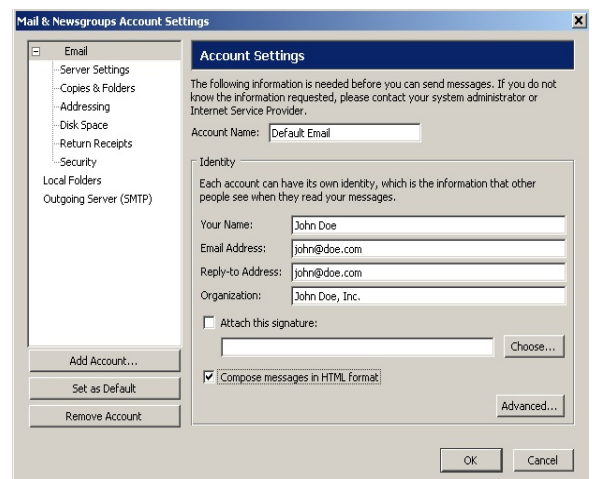 Mail & Newsgroups Account Settings
Email
Server Settings
Copies & Folders
Addressing
Disk Space
Return Receipts
Security
Local Folders
Outgoing Server (SMTP)
Add Account...
Set as Default
Remove Account
Account Settings
The following information is needed before you can send messages. If you do not
know the information requested, please contact your system administrator or
Internet Service Provider.
Account Name: Default Email
Identity
Each account can have its own identity, which is the information that other
people see when they read your messages.
Your Name: John Doe
Email Address: john@doe.com
Reply-to Address: john@doe.com
Organization: John Doe, Inc.
Attach this signature:
Choose...
Compose messages in HTML format
Advanced...
OK Cancel